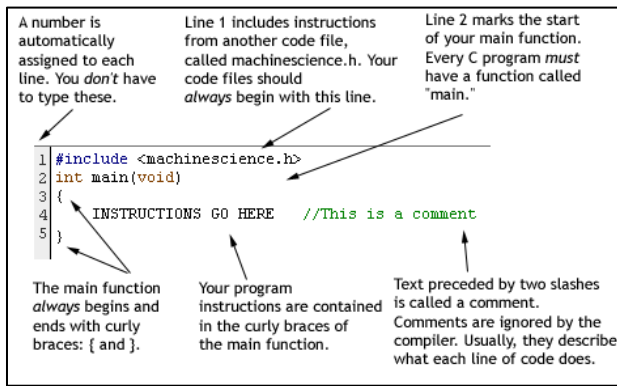 A number is
automatically
assigned to each
line. You don't have
to type these.
Line 1 includes instructions
from another code file,
called machinescience.h. Your
code files should
always begin with this line.
Line 2 marks the start
of your main function.
Every C program must
have a function called
"main."
1 #include <machinescience.h>
2 int main(void)
3 {
4 INSTRUCTIONS GO HERE //This is a comment
5 }
The main function
always begins and
ends with curly
braces: { and }.
Your program
instructions are contained
in the curly braces of
the main function.
Text preceded by two slashes
is called a comment.
Comments are ignored by the
compiler. Usually, they describe
what each line of code does.